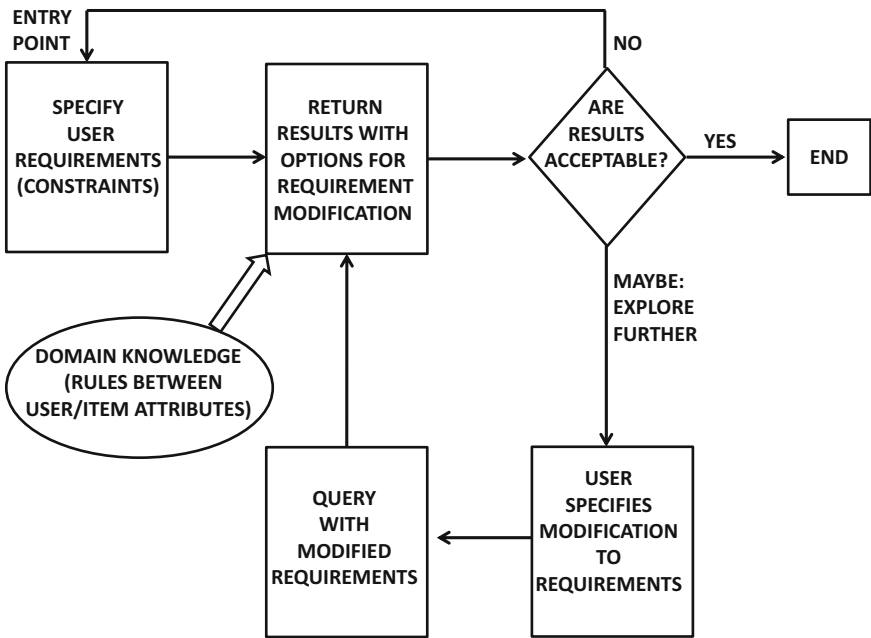 ENTRY
POINT
NO
SPECIFY
USER
REQUIREMENTS
(CONSTRAINTS)
RETURN
RESULTS WITH
OPTIONS FOR
REQUIREMENT
MODIFICATION
ARE
RESULTS
ACCEPTABLE?
YES
END
MAYBE:
EXPLORE
FURTHER
DOMAIN KNOWLEDGE
(RULES BETWEEN
USER/ITEM ATTRIBUTES)
QUERY
WITH
MODIFIED
REQUIREMENTS
USER
SPECIFIES
MODIFICATION
TO
REQUIREMENTS